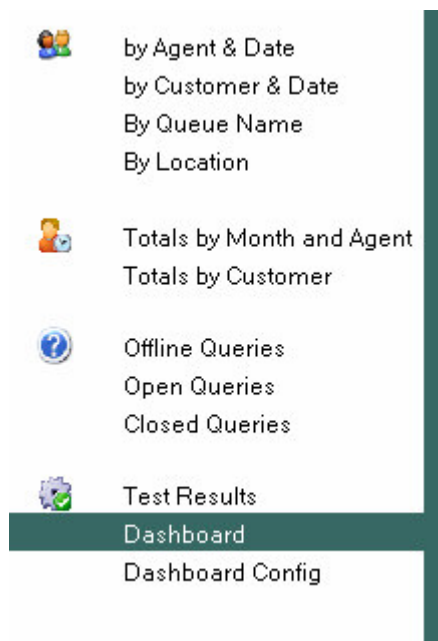 by Agent & Date
by Customer & Date
By Queue Name
By Location
Totals by Month and Agent
Totals by Customer
Offline Queries
Open Queries
Closed Queries
Test Results
Dashboard
Dashboard Config